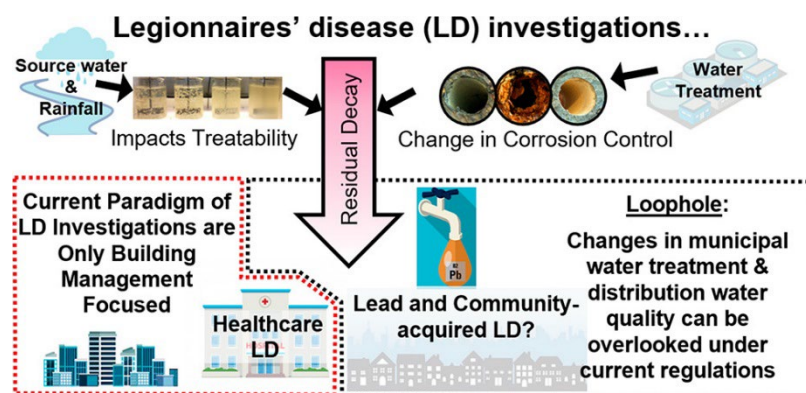 Legionnaires’ disease (LD) investigations…
Source water
&
Rainfall
Impacts Treatability
Residual Decay
Change in Corrosion Control
Water
Treatment
Current Paradigm of
LD Investigations are
Only Building
Management
Focused
Healthcare
LD
82
Pb
Lead and Community-
acquired LD?
Loophole:
Changes in municipal
water treatment &
distribution water
quality can be
overlooked under
current regulations